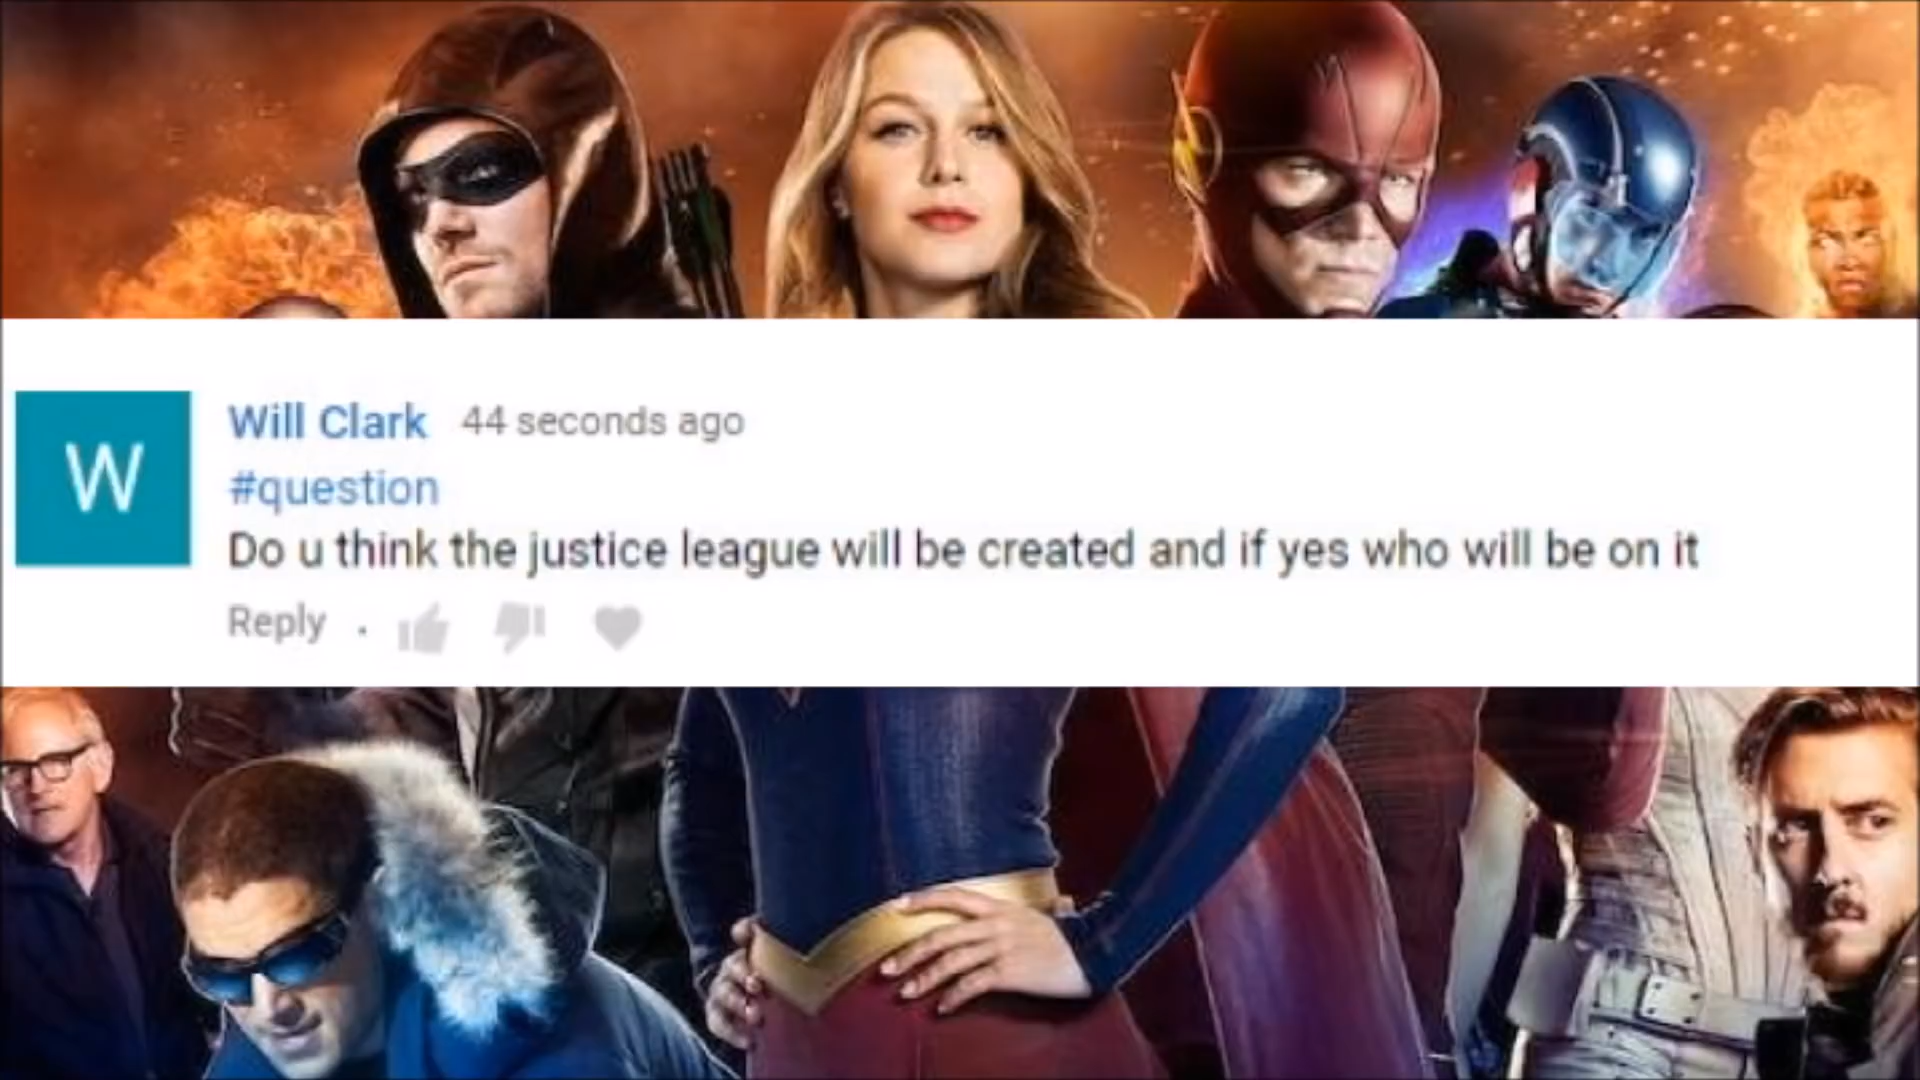 W
Will Clark 44 seconds ago
#question
Do u think the justice league will be created and if yes who will be on it
Reply .